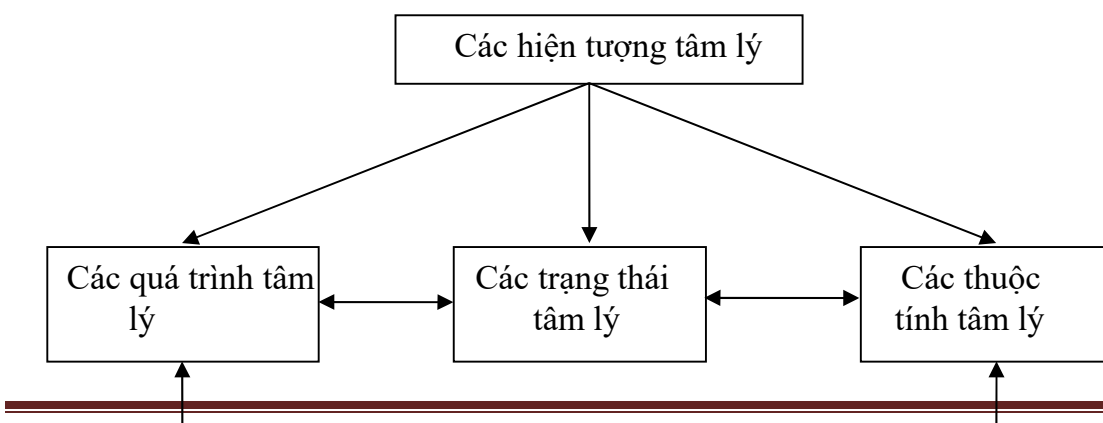 Các hiện tượng tâm lý
Các quá trình tâm
lý
Các trạng thái
tâm lý
Các thuộc
tính tâm lý